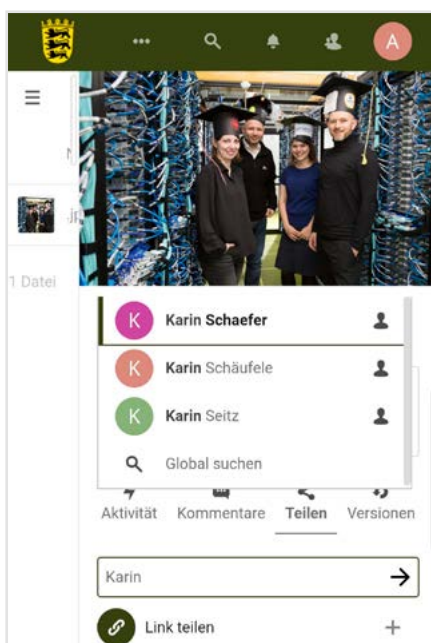 A
1 Datei
K Karin Schaefer
K Karin Schäufele
K Karin Seitz
Global suchen
Aktivität Kommentare Teilen Versionen
Karin
Link teilen